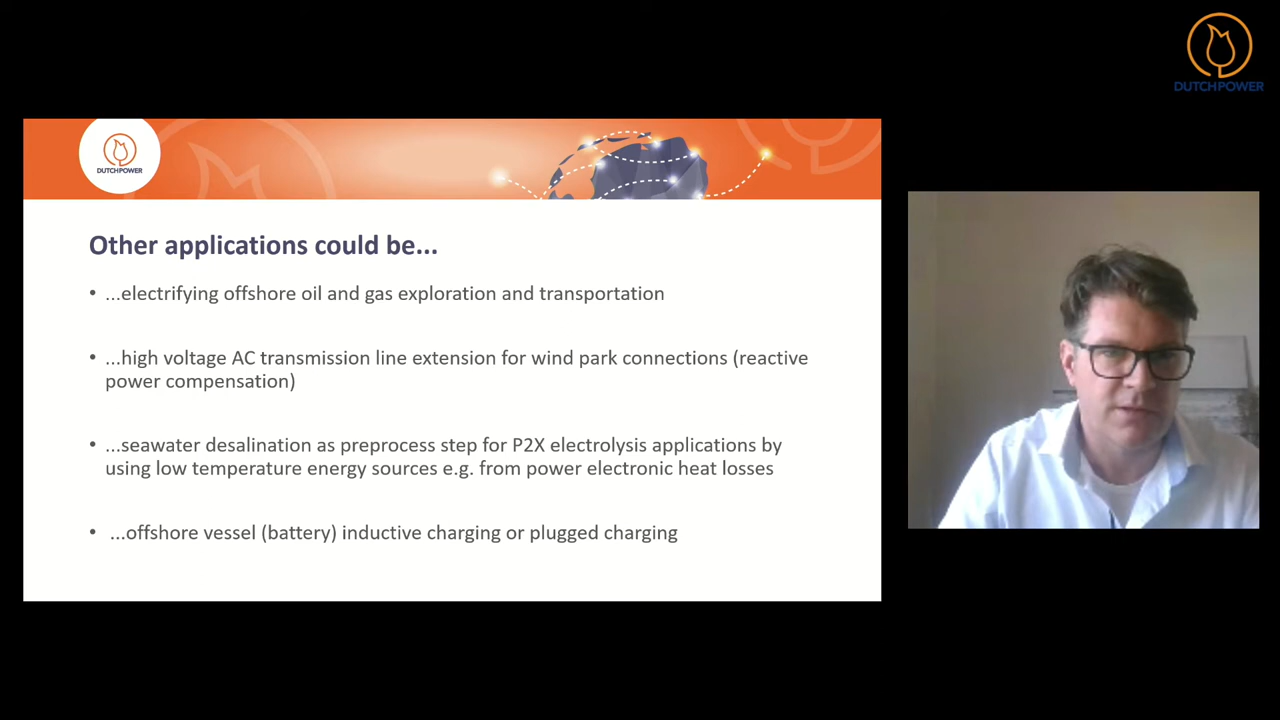 DUTCHPOWER
DUTCHPOWER
Other applications could be...
• ...electrifying offshore oil and gas exploration and transportation
• ...high voltage AC transmission line extension for wind park connections (reactive
power compensation)
• ...seawater desalination as preprocess step for P2X electrolysis applications by
using low temperature energy sources e.g. from power electronic heat losses
• ...offshore vessel (battery) inductive charging or plugged charging